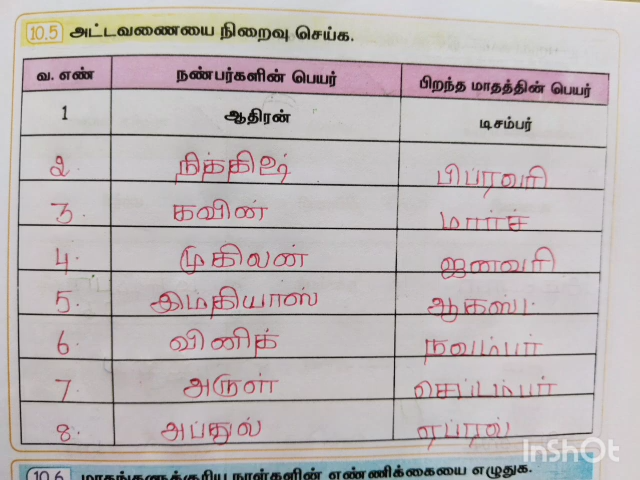 10.5 அட்டவணையை நிறைவு செய்க.
வ. எண் நண்பர்களின் பெயர் பிறந்த மாதத்தின் பெயர்
1 ஆதிரன் டிசம்பர்
2. நித்திஷ் பிப்ரவரி
3. கவின் மார்ச்
4. முகிலன் ஜனவரி
5. இமதியாஸ் ஆகஸ்ட்
6. வினித் நவம்பர்
7. அருள் செப்டம்பர்
8. அப்துல் ஏப்ரல்
10.6 மாதங்களுக்குரிய நாள்களின் எண்ணிக்கையை எழுதுக.
InShOt